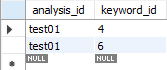 analysis_id keyword_id
test01 4
test01 6
NULL NULL